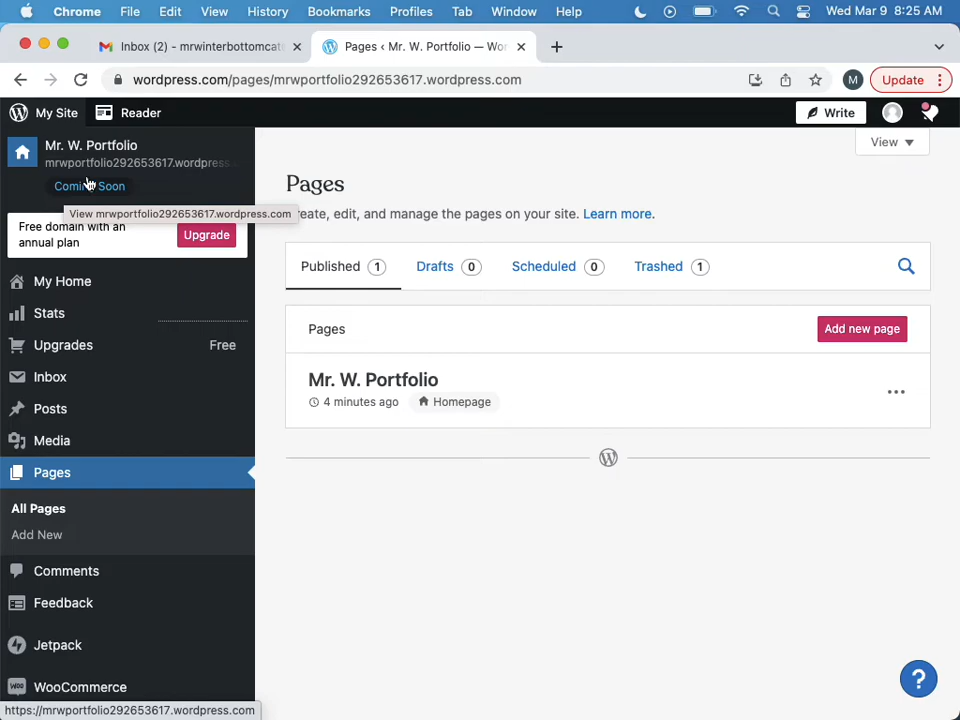 Chrome File Edit View History Bookmarks Profiles Tab Window Help Wed Mar 9 8:25 AM
Inbox (2) - mrwinterbottomcat
Pages ‹ Mr. W. Portfolio — Wor
wordpress.com/pages/mrwportfolio292653617.wordpress.com
M
Update
My Site
Reader
Write
Mr. W. Portfolio
mrwportfolio292653617.wordpress.
Coming Soon
View mrwportfolio292653617.wordpress.com
Free domain with an
annual plan
Upgrade
My Home
Stats
Upgrades Free
Inbox
Posts
Media
Pages
All Pages
Add New
Comments
Feedback
Jetpack
WooCommerce
https://mrwportfolio292653617.wordpress.com
View
Pages
reate, edit, and manage the pages on your site. Learn more.
Published 1 Drafts 0 Scheduled 0 Trashed 1
Pages
Add new page
Mr. W. Portfolio
4 minutes ago Homepage
?